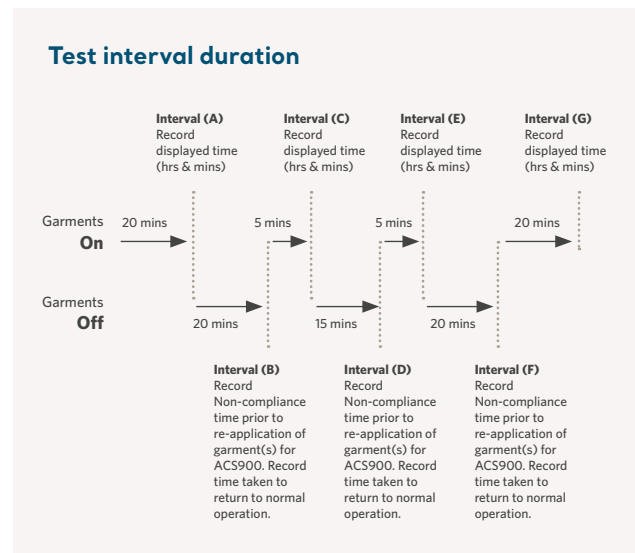 Test interval duration
Interval (A)
Record
displayed time
(hrs & mins)
Interval (C)
Record
displayed time
(hrs & mins)
Interval (E)
Record
displayed time
(hrs & mins)
Interval (G)
Record
displayed time
(hrs & mins)
Garments
On
20 mins
5 mins
5 mins
20 mins
Garments
Off
20 mins
15 mins
20 mins
Interval (B)
Record
Non-compliance
time prior to
re-application of
garment(s) for
ACS900. Record
time taken to
return to normal
operation.
Interval (D)
Record
Non-compliance
time prior to
re-application of
garment(s) for
ACS900. Record
time taken to
return to normal
operation.
Interval (F)
Record
Non-compliance
time prior to
re-application of
garment(s) for
ACS900. Record
time taken to
return to normal
operation.